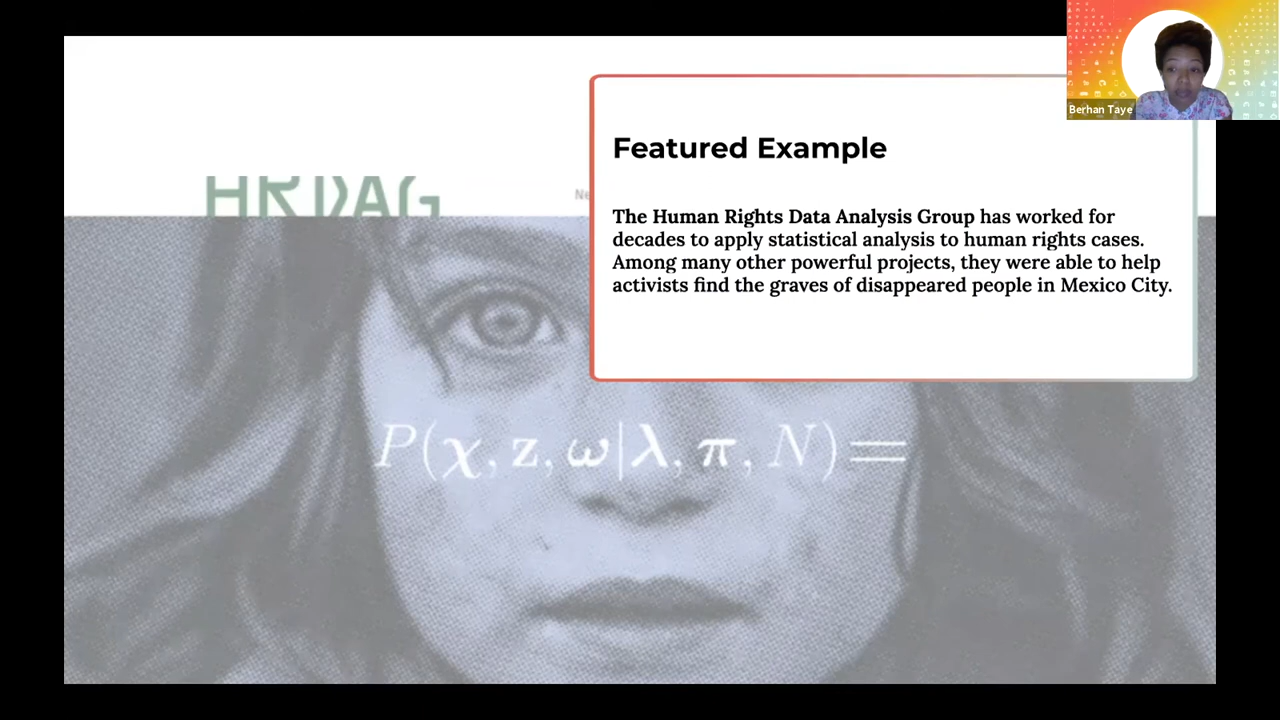 Berhan Taye
Featured Example
HRDAG
Ne
The Human Rights Data Analysis Group has worked for
decades to apply statistical analysis to human rights cases.
Among many other powerful projects, they were able to help
activists find the graves of disappeared people in Mexico City.
P(χ, z, ω|λ, π, N) =